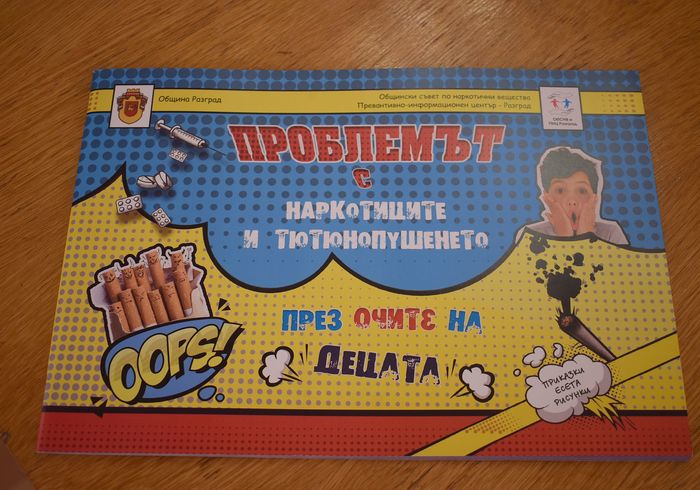 Община Разград
Общински съвет по наркотични вещества
Превантивно-информационен център - Разград
ПРОБЛЕМЪТ
с
НАРКОТИЦИТЕ
И ТЮТЮНОПУШЕНЕТО
ПРЕЗ ОЧИТЕ НА
ДЕЦАТА
OOPS!
ПРИКАЗКИ
ЕСЕТА
РИСУНКИ